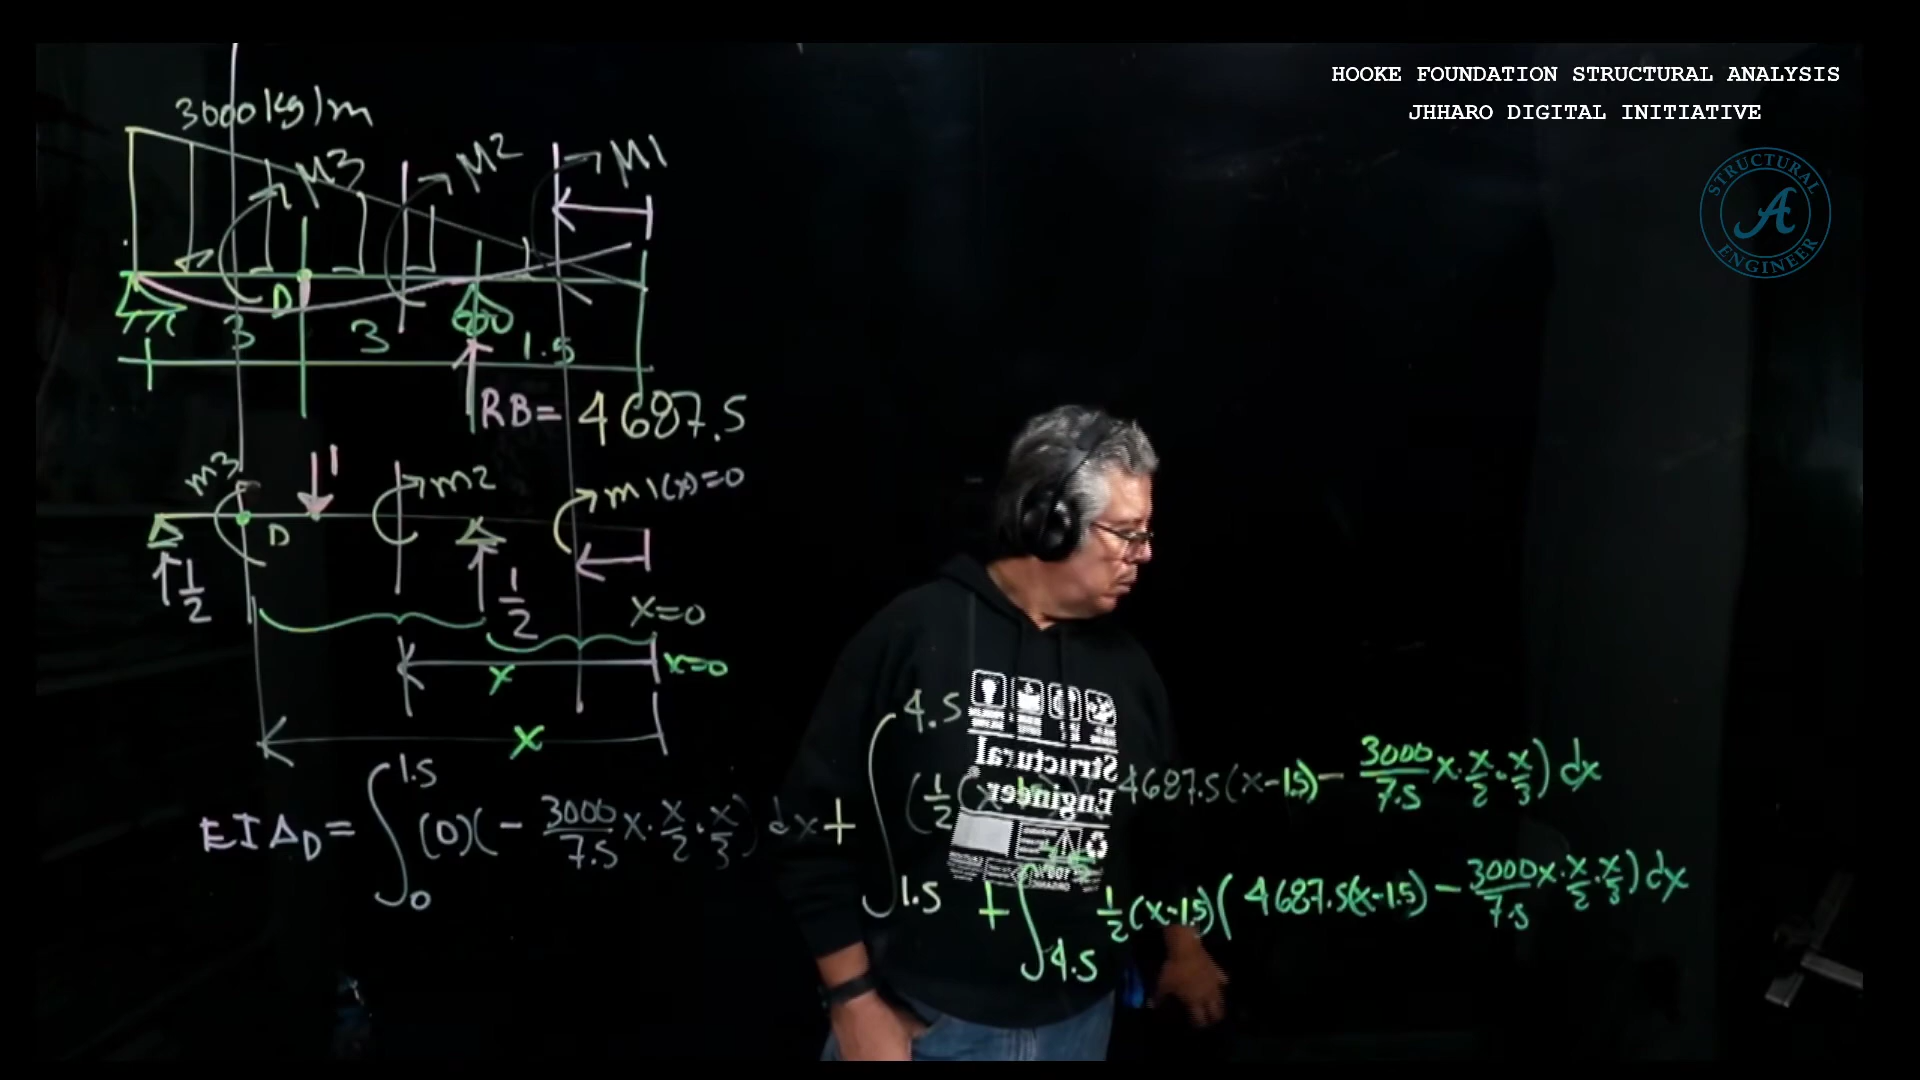 HOOKE FOUNDATION STRUCTURAL ANALYSIS
JHHARO DIGITAL INITIATIVE
STRUCTURAL
A
ENGINEER
3000 kg/m
M3 M2 M1
D
3 3 1.5
RB= 4687.5
1
m3 m2 m1(x)=0
D
1/2 1/2
x=0
x x=0
x
EIΔD = ∫ 0 1.5 (0)(- 3000/7.5 x · x/2 · x/3) dx + ∫ 1.5 4.5 (1/2 (x 4687.5(x-1.5) - 3000/7.5 x · x/2 · x/3) dx
+ ∫ 4.5 1/2 (x-1.5)( 4687.5(x-1.5) - 3000x/7.5 · x/2 · x/3) dx
Structural
Engineer